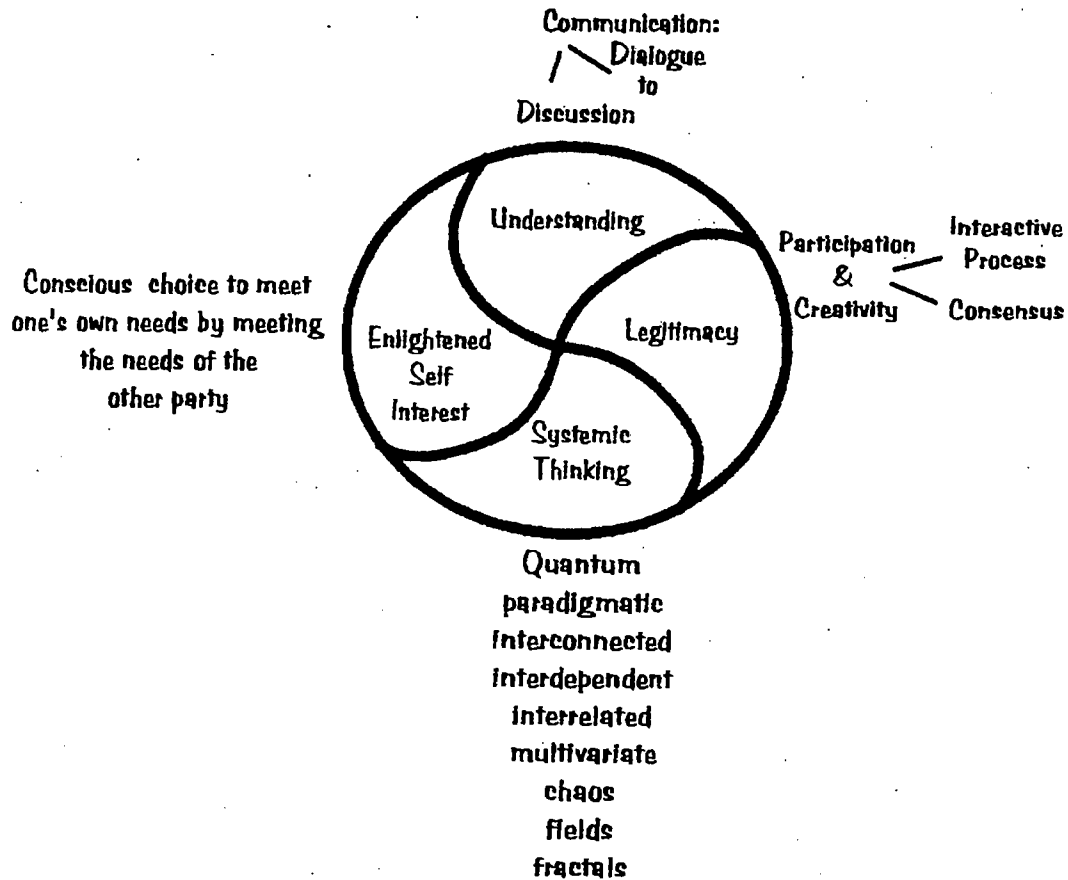 Communication:
Dialogue
to
Discussion
Understanding
Participation
&
Creativity
Interactive
Process
Consensus
Conscious choice to meet
one's own needs by meeting
the needs of the
other party
Enlightened
Self
Interest
Legitimacy
Systemic
Thinking
Quantum
paradigmatic
interconnected
interdependent
interrelated
multivariate
chaos
fields
fractals